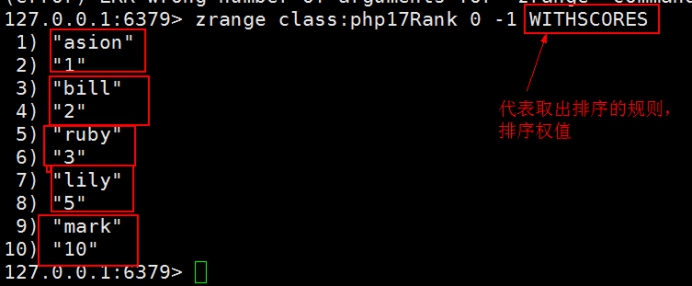 (error) ERR wrong number of arguments for 'zrange' command
127.0.0.1:6379> zrange class:php17Rank 0 -1 WITHSCORES
1) "asion"
2) "1"
3) "bill"
4) "2"
5) "ruby"
6) "3"
7) "lily"
8) "5"
9) "mark"
10) "10"
127.0.0.1:6379>
代表取出排序的规则,
排序权值